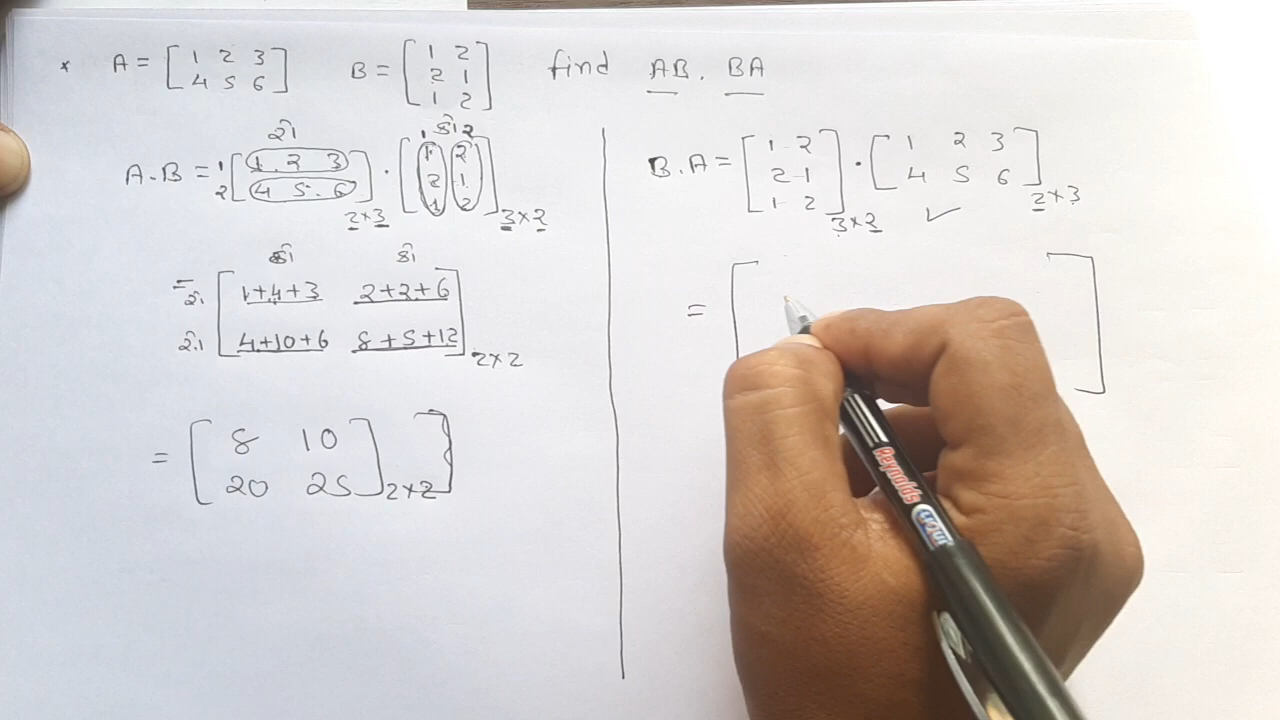 * A = [ 1 2 3 B = [ 1 2 find AB. BA
4 5 6 ] 2 1
1 2 ]
A.B = 1 [ 1 2 3 ] . [ 1 2 ]
2 4 5 6 2×3 2 1
1 2 3×2
= [ 1+4+3 2+2+6 ]
4+10+6 8+5+12 2×2
= [ 8 10 ]
20 25 2×2 ]
B.A = [ 1 2 ] . [ 1 2 3 ]
2 1 4 5 6 2×3
1 2 3×2 ✓
= [ ]
Reynolds